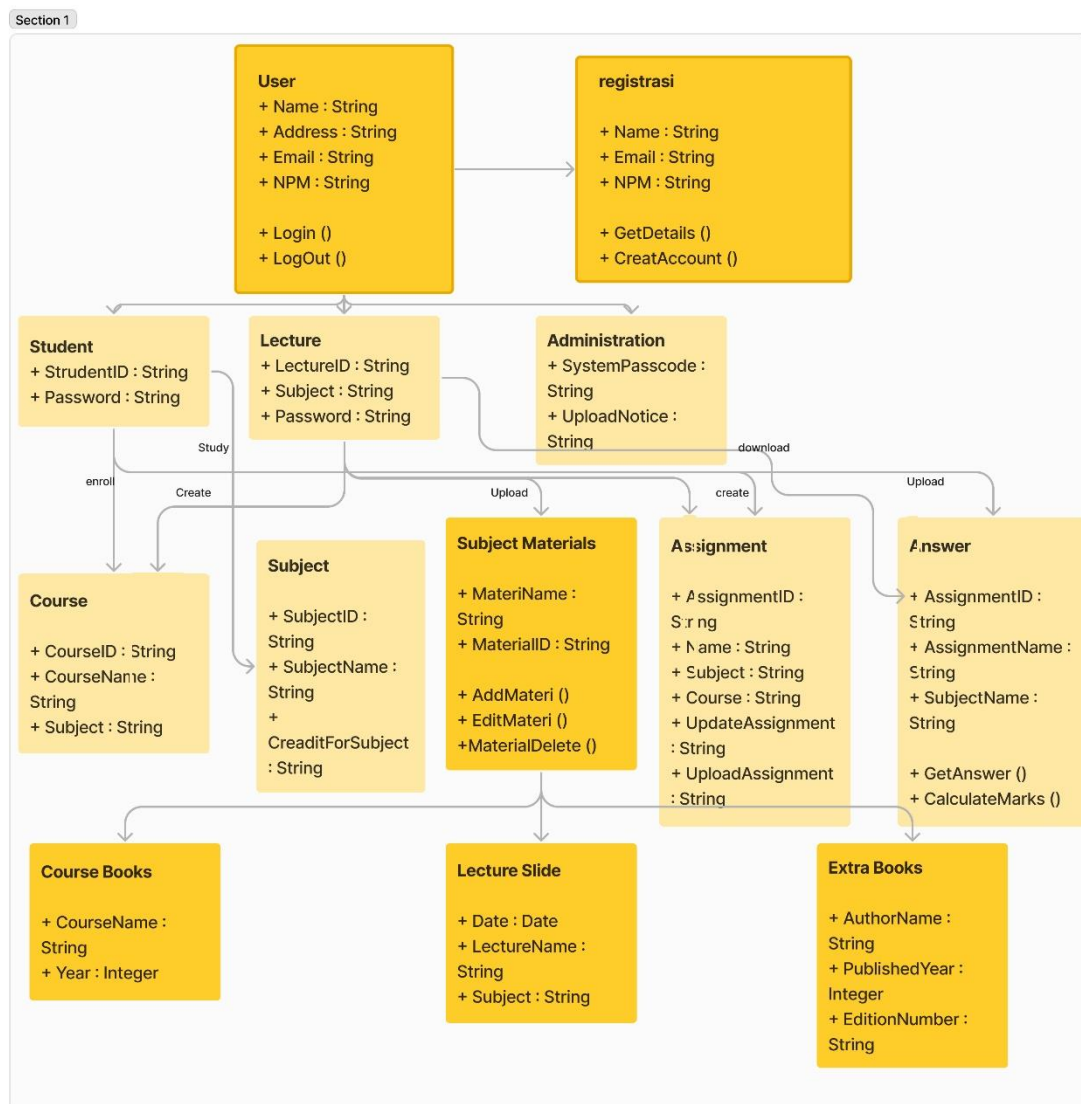 Section 1
User
+ Name : String
+ Address : String
+ Email : String
+ NPM : String
+ Login ()
+ LogOut ()
registrasi
+ Name : String
+ Email : String
+ NPM : String
+ GetDetails ()
+ CreatAccount ()
Student
+ StrudentID : String
+ Password : String
Lecture
+ LectureID : String
+ Subject : String
+ Password : String
Administration
+ SystemPasscode :
String
+ UploadNotice :
String
Study
download
enroll
Create
Upload
create
Upload
Course
+ CourseID : String
+ CourseName :
String
+ Subject : String
Subject
+ SubjectID :
String
+ SubjectName :
String
+
CreaditForSubject
: String
Subject Materials
+ MateriName :
String
+ MaterialID : String
+ AddMateri ()
+ EditMateri ()
+MaterialDelete ()
Assignment
+ AssignmentID :
String
+ Name : String
+ Subject : String
+ Course : String
+ UpdateAssignment
: String
+ UploadAssignment
: String
Answer
+ AssignmentID :
String
+ AssignmentName :
String
+ SubjectName :
String
+ GetAnswer ()
+ CalculateMarks ()
Course Books
+ CourseName :
String
+ Year : Integer
Lecture Slide
+ Date : Date
+ LectureName :
String
+ Subject : String
Extra Books
+ AuthorName :
String
+ PublishedYear :
Integer
+ EditionNumber :
String